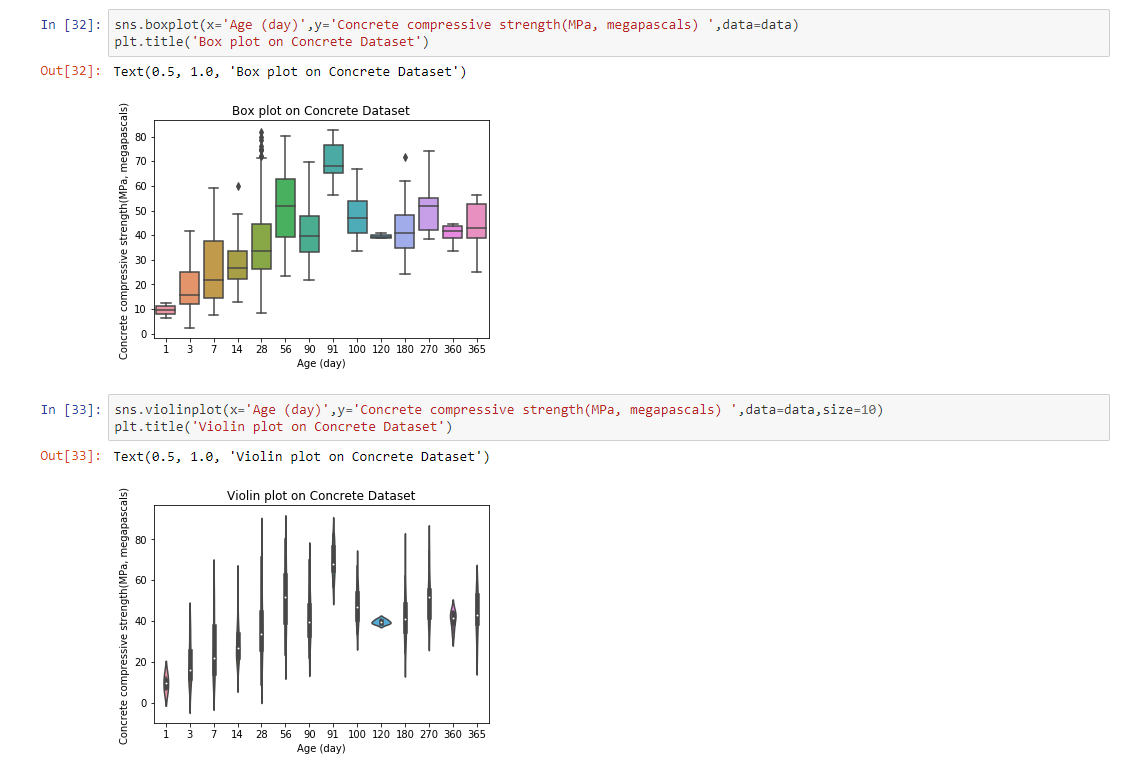 In [32]: sns.boxplot(x='Age (day)',y='Concrete compressive strength(MPa, megapascals) ',data=data)
plt.title('Box plot on Concrete Dataset')
Out[32]: Text(0.5, 1.0, 'Box plot on Concrete Dataset')
Box plot on Concrete Dataset
Concrete compressive strength(MPa, megapascals)
80
70
60
50
40
30
20
10
0
1 3 7 14 28 56 90 91 100 120 180 270 360 365
Age (day)
In [33]: sns.violinplot(x='Age (day)',y='Concrete compressive strength(MPa, megapascals) ',data=data,size=10)
plt.title('Violin plot on Concrete Dataset')
Out[33]: Text(0.5, 1.0, 'Violin plot on Concrete Dataset')
Violin plot on Concrete Dataset
Concrete compressive strength(MPa, megapascals)
80
60
40
20
0
1 3 7 14 28 56 90 91 100 120 180 270 360 365
Age (day)